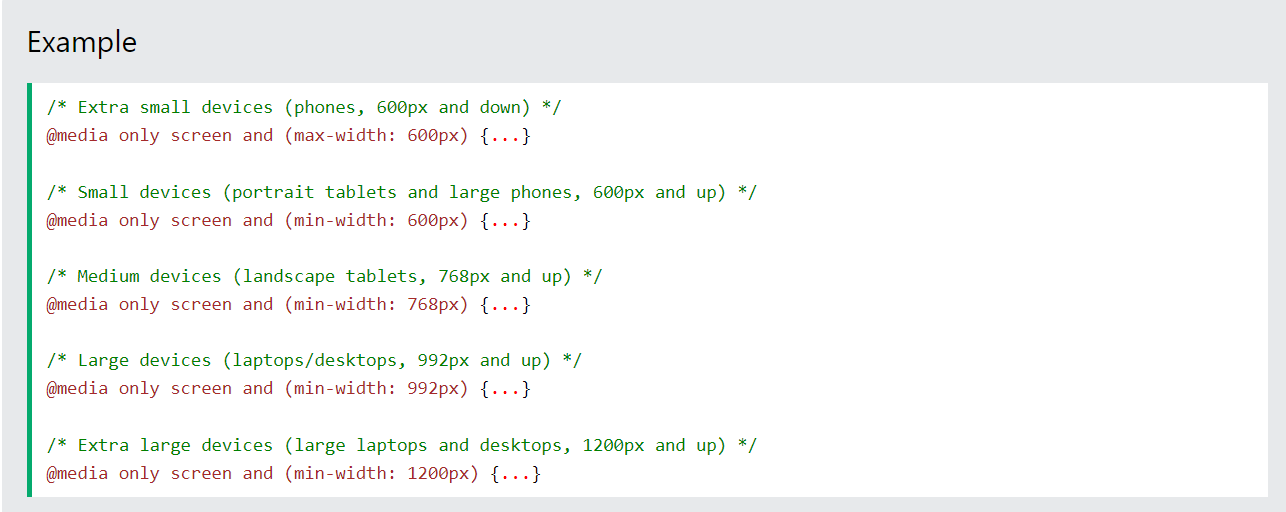 Example
/* Extra small devices (phones, 600px and down) */
@media only screen and (max-width: 600px) {...}
/* Small devices (portrait tablets and large phones, 600px and up) */
@media only screen and (min-width: 600px) {...}
/* Medium devices (landscape tablets, 768px and up) */
@media only screen and (min-width: 768px) {...}
/* Large devices (laptops/desktops, 992px and up) */
@media only screen and (min-width: 992px) {...}
/* Extra large devices (large laptops and desktops, 1200px and up) */
@media only screen and (min-width: 1200px) {...}